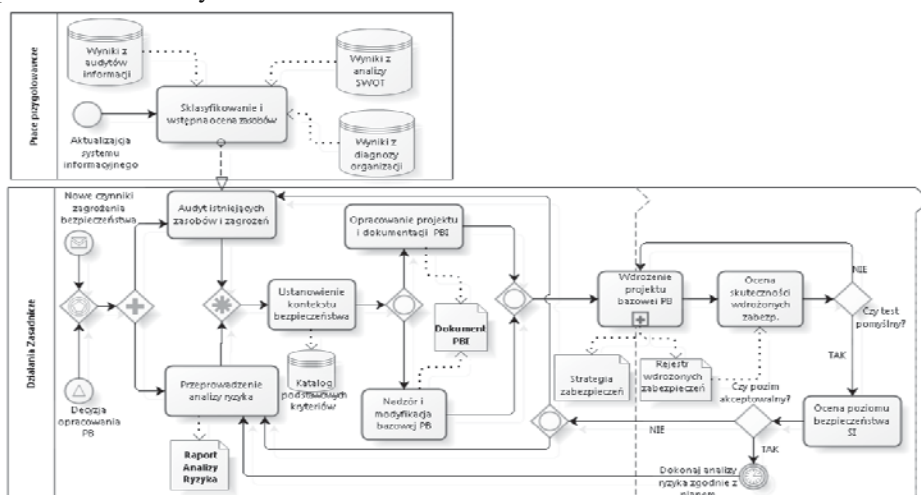 Prace przygotowawcze
Wyniki z
audytów
informacji
Wyniki z
analizy
SWOT
Sklasyfikowanie i
wstępna ocena zasobów
Aktualizacja
systemu
informacyjnego
Wyniki z
diagnozy
organizacji
Działania Zasadnicze
Nowe czynniki
zagrożenia
bezpieczeństwa
Audyt istniejących
zasobów i zagrożeń
Opracowanie projektu
i dokumentacji PBI
Ustanowienie
kontekstu
bezpieczeństwa
Dokument
PBI
Wdrożenie
projektu
bazowej PB
Ocena
skuteczności
wdrożonych
zabezp.
NIE
Czy test
pomyślny?
TAK
Decyzja
opracowania
PB
Przeprowadzenie
analizy ryzyka
Katalog
podstawowych
kryteriów
Nadzór i
modyfikacja
bazowej PB
Strategia
zabezpieczeń
Rejestr
wdrożonych
zabezpieczeń
Czy pozim
akceptowalny?
Ocena poziomu
bezpieczeństwa
SI
NIE
TAK
Raport
Analizy
Ryzyka
Dokonaj analizy
ryzyka zgodnie z
planem